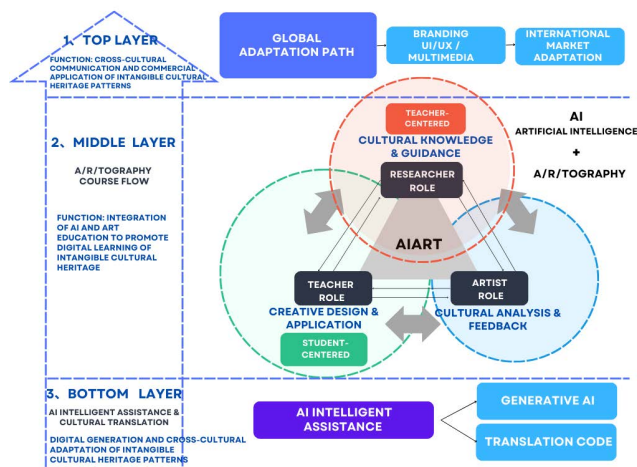 1、TOP LAYER
FUNCTION: CROSS-CULTURAL
COMMUNICATION AND COMMERCIAL
APPLICATION OF INTANGIBLE CULTURAL
HERITAGE PATTERNS
GLOBAL
ADAPTATION PATH
BRANDING
UI/UX /
MULTIMEDIA
INTERNATIONAL
MARKET
ADAPTATION
2、MIDDLE LAYER
A/R/TOGRAPHY
COURSE FLOW
FUNCTION: INTEGRATION
OF AI AND ART
EDUCATION TO PROMOTE
DIGITAL LEARNING OF
INTANGIBLE CULTURAL
HERITAGE
TEACHER-
CENTERED
CULTURAL KNOWLEDGE
& GUIDANCE
RESEARCHER
ROLE
AIART
TEACHER
ROLE
CREATIVE DESIGN &
APPLICATION
STUDENT-
CENTERED
ARTIST
ROLE
CULTURAL ANALYSIS &
FEEDBACK
AI
ARTIFICIAL INTELLIGENCE
+
A/R/TOGRAPHY
3、BOTTOM LAYER
AI INTELLIGENT ASSISTANCE &
CULTURAL TRANSLATION
DIGITAL GENERATION AND CROSS-CULTURAL
ADAPTATION OF INTANGIBLE
CULTURAL HERITAGE PATTERNS
AI INTELLIGENT
ASSISTANCE
GENERATIVE AI
TRANSLATION CODE